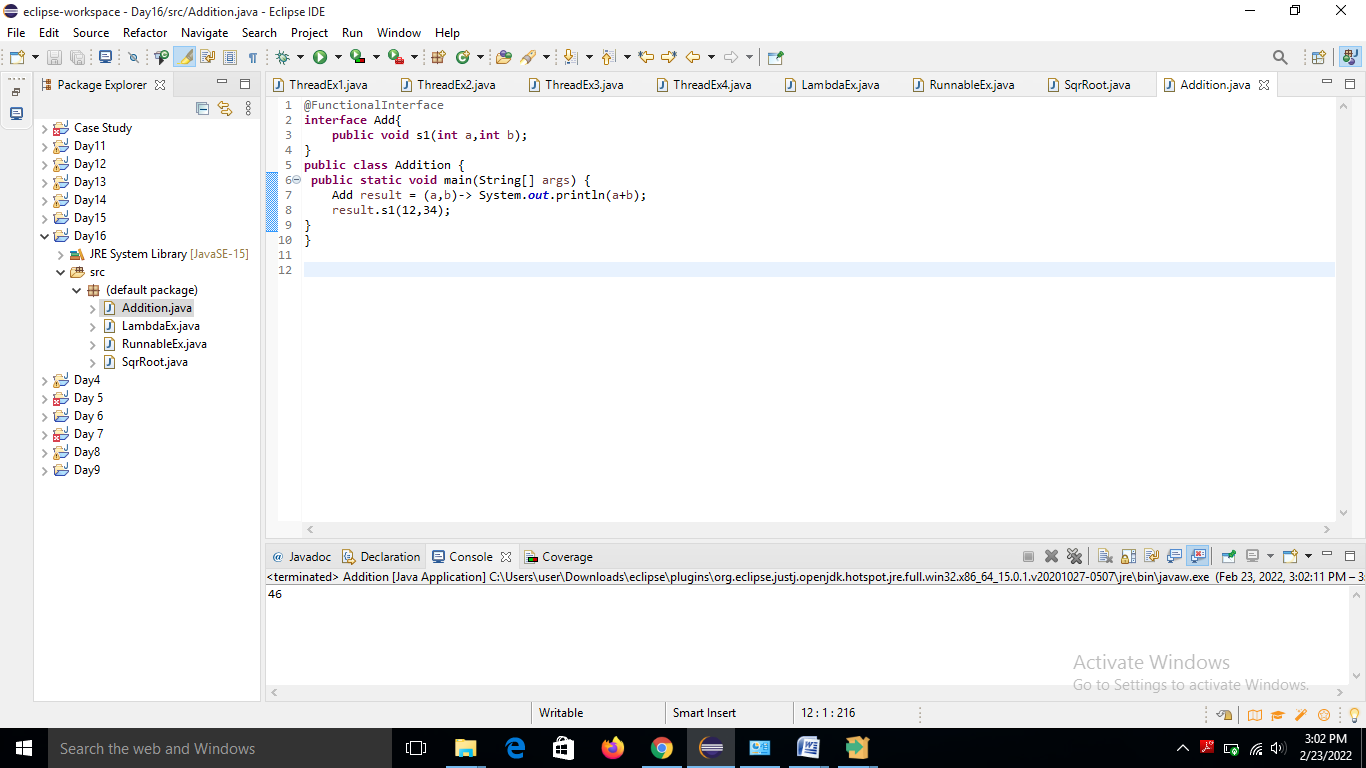 eclipse-workspace - Day16/src/Addition.java - Eclipse IDE
File Edit Source Refactor Navigate Search Project Run Window Help
Package Explorer
ThreadEx1.java ThreadEx2.java ThreadEx3.java ThreadEx4.java LambdaEx.java RunnableEx.java SqrRoot.java Addition.java
Case Study
Day11
Day12
Day13
Day14
Day15
Day16
JRE System Library [JavaSE-15]
src
(default package)
Addition.java
LambdaEx.java
RunnableEx.java
SqrRoot.java
Day4
Day 5
Day 6
Day 7
Day8
Day9
1 @FunctionalInterface
2 interface Add{
3 public void s1(int a,int b);
4 }
5 public class Addition {
6 public static void main(String[] args) {
7 Add result = (a,b)-> System.out.println(a+b);
8 result.s1(12,34);
9 }
10 }
11
12
@ Javadoc Declaration Console Coverage
<terminated> Addition [Java Application] C:\Users\user\Downloads\eclipse\plugins\org.eclipse.justj.openjdk.hotspot.jre.full.win32.x86_64_15.0.1.v20201027-0507\jre\bin\javaw.exe (Feb 23, 2022, 3:02:11 PM – 3
46
Activate Windows
Go to Settings to activate Windows.
Writable Smart Insert 12 : 1 : 216
Search the web and Windows
3:02 PM
2/23/2022